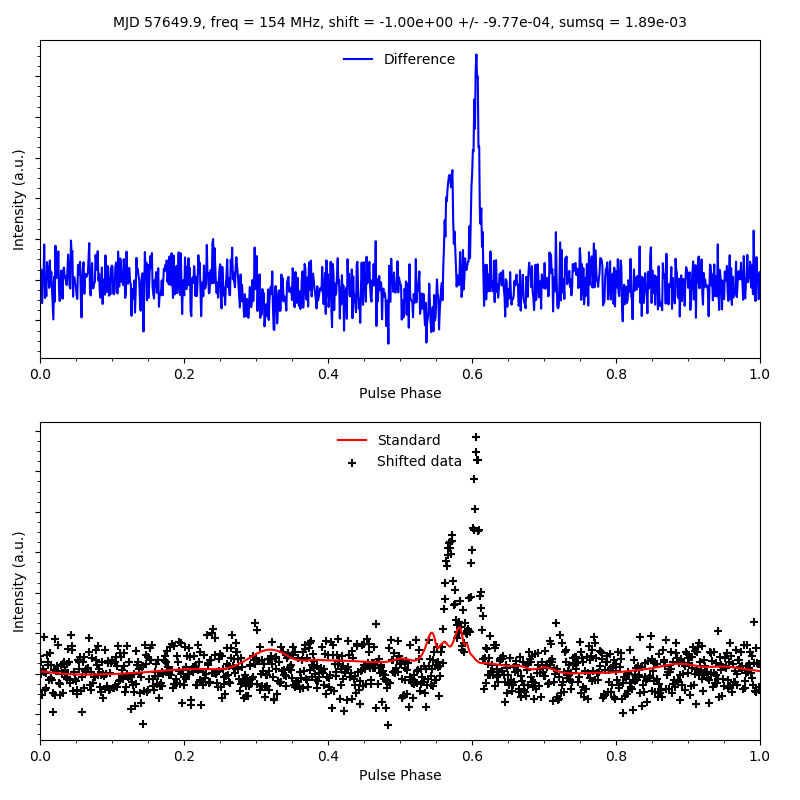 MJD 57649.9, freq = 154 MHz, shift = -1.00e+00 +/- -9.77e-04, sumsq = 1.89e-03
Difference
Intensity (a.u.)
0.0 0.2 0.4 0.6 0.8 1.0
Pulse Phase
Standard
Shifted data
Intensity (a.u.)
0.0 0.2 0.4 0.6 0.8 1.0
Pulse Phase